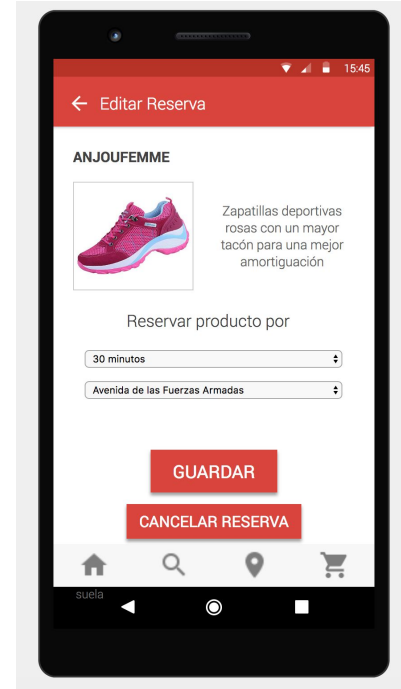 15:45
Editar Reserva
ANJOUFEMME
Zapatillas deportivas
rosas con un mayor
tacón para una mejor
amortiguación
Reservar producto por
30 minutos
Avenida de las Fuerzas Armadas
GUARDAR
CANCELAR RESERVA
suela